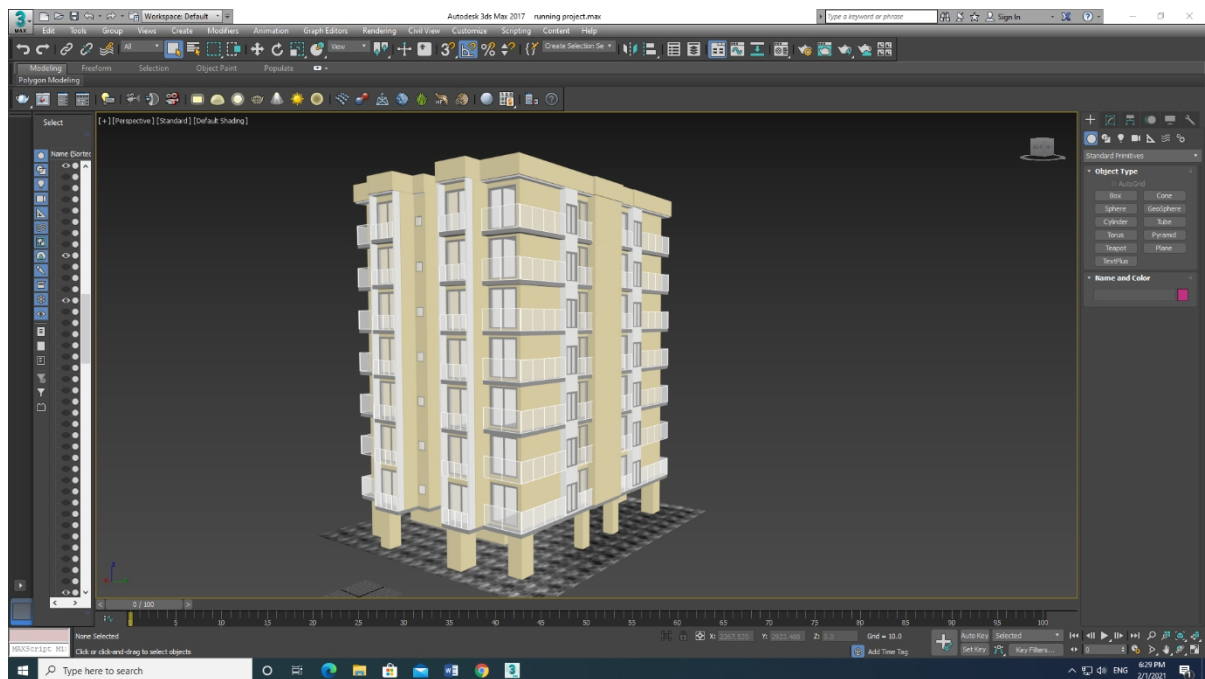 Workspace: Default
Autodesk 3ds Max 2017 running project.max
Type a keyword or phrase
Sign In
MAX
Edit Tools Group Views Create Modifiers Animation Graph Editors Rendering Civil View Customize Scripting Content Help
All
View
Create Selection Se
Modeling Freeform Selection Object Paint Populate
Polygon Modeling
Select
[+] [Perspective] [Standard] [Default Shading]
Name (Sorted
Standard Primitives
Object Type
AutoGrid
Box Cone
Sphere GeoSphere
Cylinder Tube
Torus Pyramid
Teapot Plane
TextPlus
Name and Color
0 / 100
0 5 10 15 20 25 30 35 40 45 50 55 60 65 70 75 80 85 90 95 100
None Selected
X: Y: Z: 0.0
Grid = 10.0
Auto Key Selected
MAXScript Mi
Click or click-and-drag to select objects
Add Time Tag
Set Key Key Filters...
0
Type here to search
ENG
6:29 PM
2/1/2021